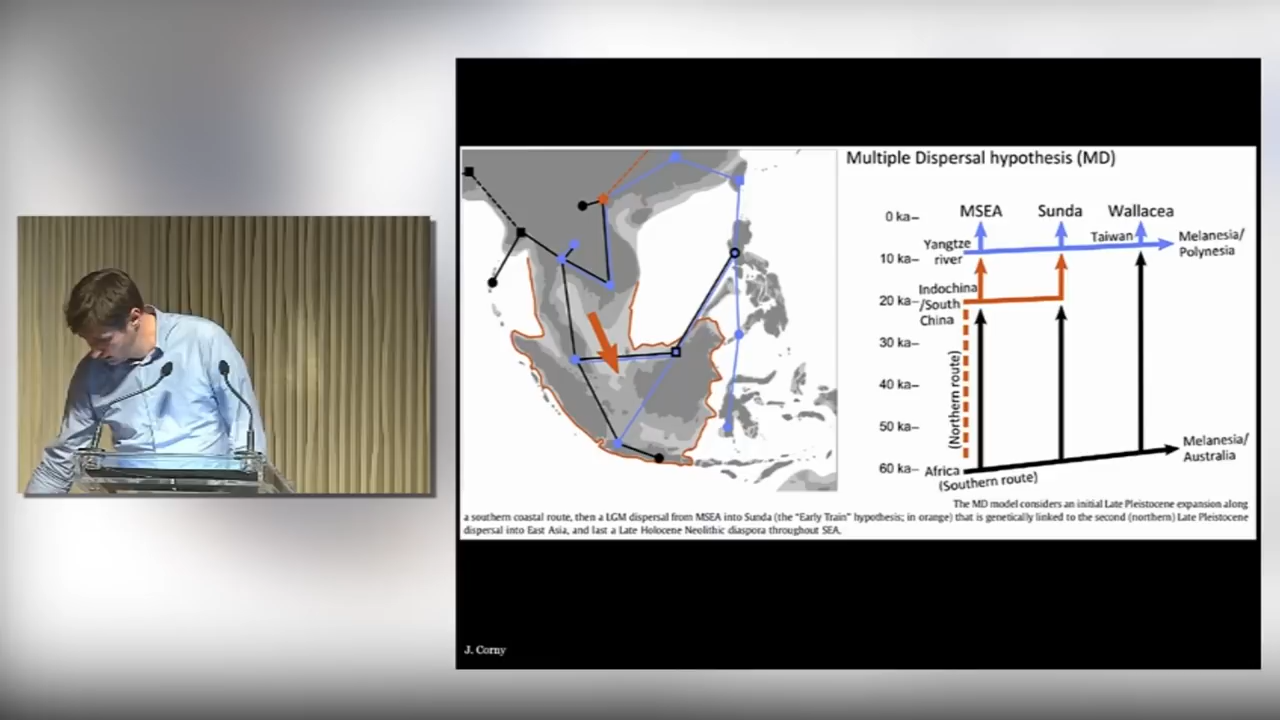 Multiple Dispersal hypothesis (MD)
0 ka
MSEA
Sunda
Wallacea
Yangtze
river
Taiwan
Melanesia/
Polynesia
10 ka
Indochina
/South
China
20 ka
30 ka
40 ka
50 ka
60 ka
(Northern route)
Africa
(Southern route)
Melanesia/
Australia
The MD model considers an initial Late Pleistocene expansion along
a southern coastal route, then a LGM dispersal from MSEA into Sunda (the "Early Train" hypothesis; in orange) that is genetically linked to the second (northern) Late Pleistocene
dispersal into East Asia, and last a Late Holocene Neolithic diaspora throughout SEA.
J. Corny